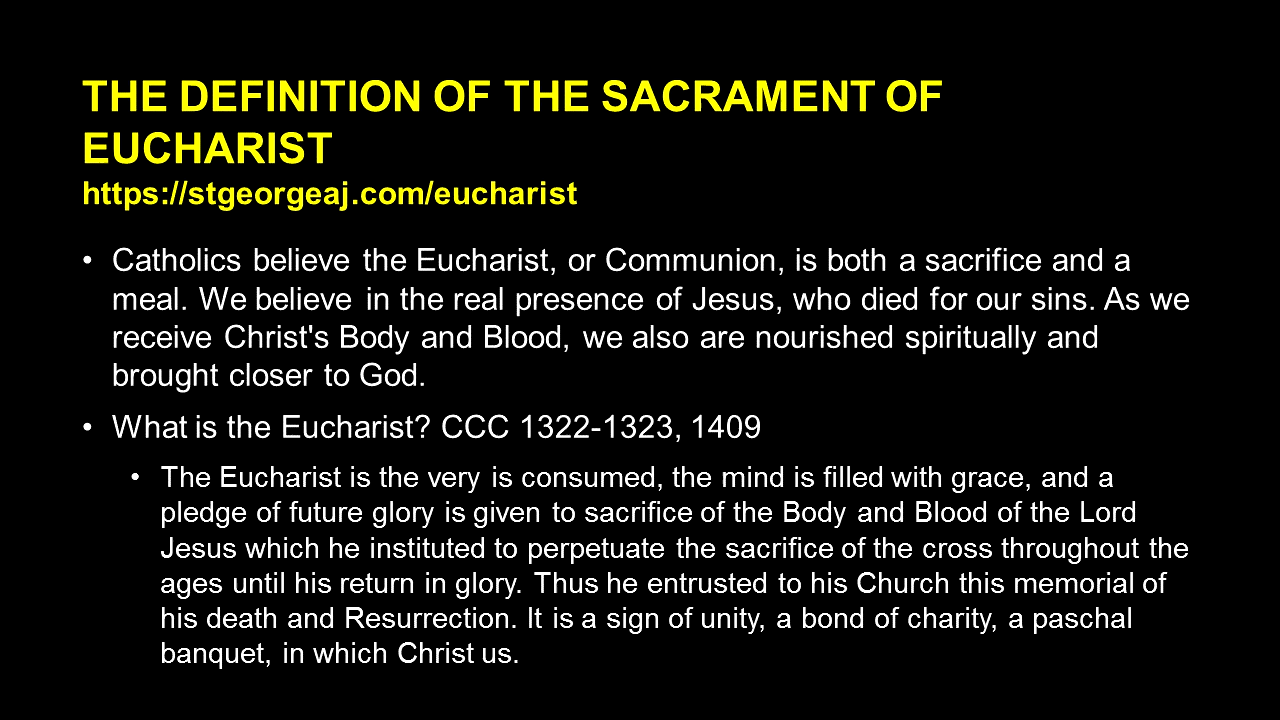 THE DEFINITION OF THE SACRAMENT OF
EUCHARIST
https://stgeorgeaj.com/eucharist
• Catholics believe the Eucharist, or Communion, is both a sacrifice and a
meal. We believe in the real presence of Jesus, who died for our sins. As we
receive Christ's Body and Blood, we also are nourished spiritually and
brought closer to God.
• What is the Eucharist? CCC 1322-1323, 1409
• The Eucharist is the very is consumed, the mind is filled with grace, and a
pledge of future glory is given to sacrifice of the Body and Blood of the Lord
Jesus which he instituted to perpetuate the sacrifice of the cross throughout the
ages until his return in glory. Thus he entrusted to his Church this memorial of
his death and Resurrection. It is a sign of unity, a bond of charity, a paschal
banquet, in which Christ us.